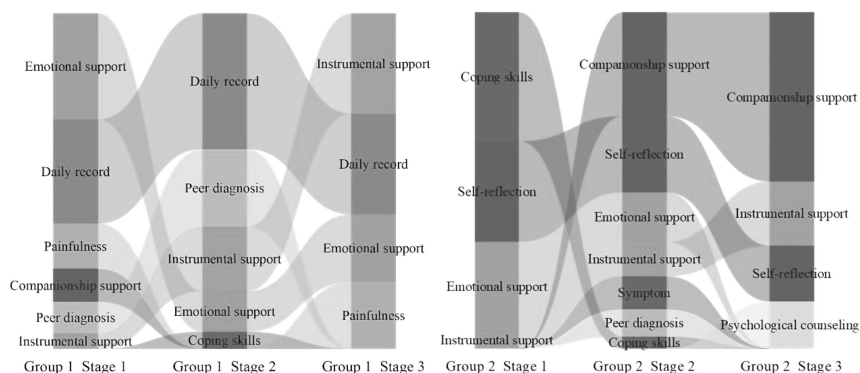 Emotional support
Daily record
Painfulness
Companionship support
Peer diagnosis
Instrumental support
Group 1 Stage 1
Daily record
Peer diagnosis
Instrumental support
Emotional support
Coping skills
Group 1 Stage 2
Instrumental support
Daily record
Emotional support
Painfulness
Group 1 Stage 3
Coping skills
Self-reflection
Emotional support
Instrumental support
Group 2 Stage 1
Companionship support
Self-reflection
Emotional support
Instrumental support
Symptom
Peer diagnosis
Coping skills
Group 2 Stage 2
Companionship support
Instrumental support
Self-reflection
Psychological counseling
Group 2 Stage 3